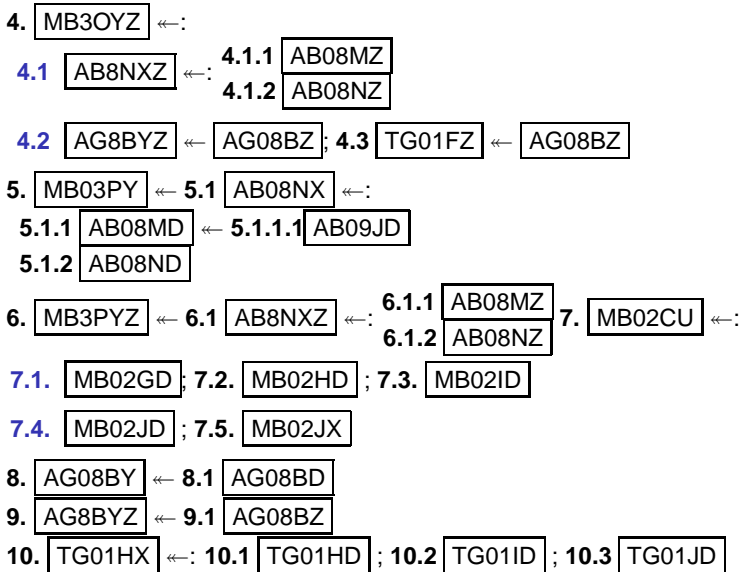 4. MB3OYZ ↞:
4.1 AB8NXZ ↞: 4.1.1 AB08MZ
4.1.2 AB08NZ
4.2 AG8BYZ ↞ AG08BZ; 4.3 TG01FZ ↞ AG08BZ
5. MB03PY ↞ 5.1 AB08NX ↞:
5.1.1 AB08MD ↞ 5.1.1.1 AB09JD
5.1.2 AB08ND
6. MB3PYZ ↞ 6.1 AB8NXZ ↞: 6.1.1 AB08MZ
6.1.2 AB08NZ 7. MB02CU ↞:
7.1. MB02GD; 7.2. MB02HD ; 7.3. MB02ID
7.4. MB02JD ; 7.5. MB02JX
8. AG08BY ↞ 8.1 AG08BD
9. AG8BYZ ↞ 9.1 AG08BZ
10. TG01HX ↞: 10.1 TG01HD ; 10.2 TG01ID ; 10.3 TG01JD